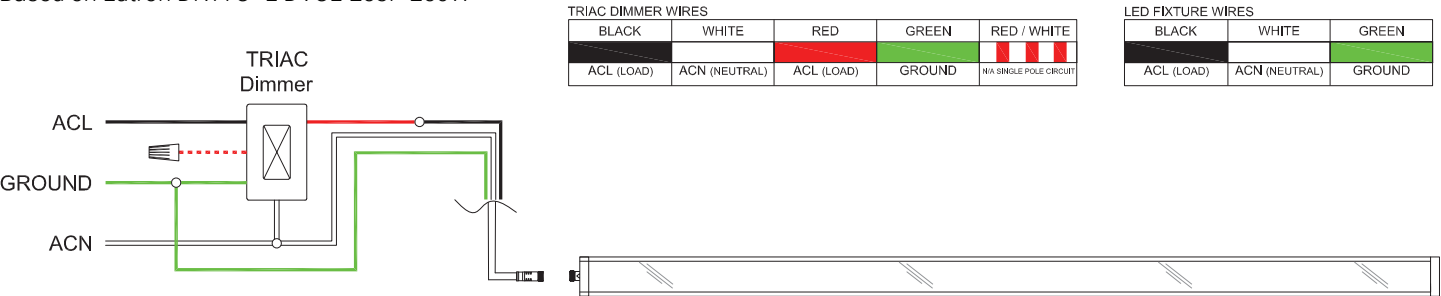 TRIAC DIMMER WIRES
BLACK WHITE RED GREEN RED / WHITE
ACL (LOAD) ACN (NEUTRAL) ACL (LOAD) GROUND N/A SINGLE POLE CIRCUIT
LED FIXTURE WIRES
BLACK WHITE GREEN
ACL (LOAD) ACN (NEUTRAL) GROUND
TRIAC
Dimmer
ACL
GROUND
ACN